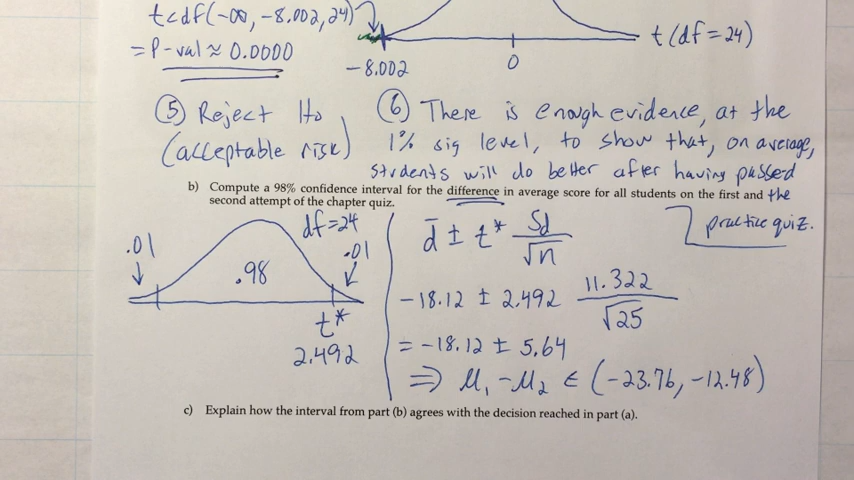 tcdf(-∞, -8.002, 24)
= P-val ≈ 0.0000
-8.002
0
t (df = 24)
⑤ Reject Ho
(acceptable risk)
⑥ There is enough evidence, at the
1% sig level, to show that, on average,
students will do better after having passed
the
practice quiz.
b) Compute a 98% confidence interval for the difference in average score for all students on the first and
second attempt of the chapter quiz.
df=24
.01
.01
.98
t*
2.492
d̄ ± t* Sd/√n
-18.12 ± 2.492 11.322/√25
= -18.12 ± 5.64
⇒ μ₁ - μ₂ ∈ (-23.76, -12.48)
c) Explain how the interval from part (b) agrees with the decision reached in part (a).